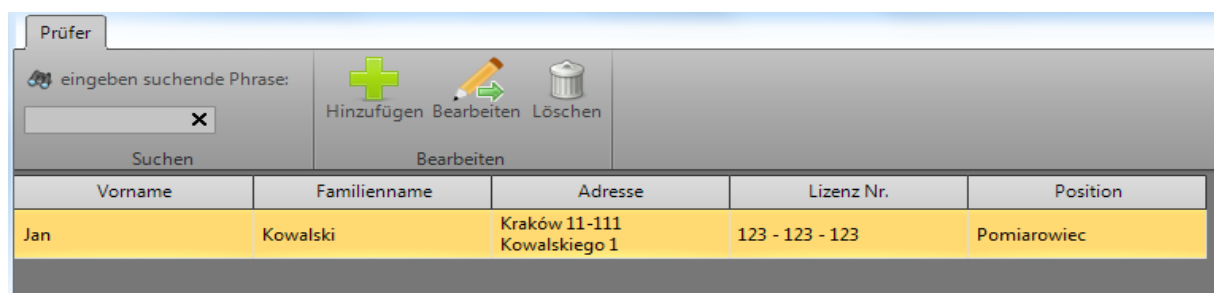 Prüfer
eingeben suchende Phrase:
Hinzufügen Bearbeiten Löschen
Suchen Bearbeiten
Vorname Familienname Adresse Lizenz Nr. Position
Jan Kowalski Kraków 11-111 123 - 123 - 123 Pomiarowiec
Kowalskiego 1